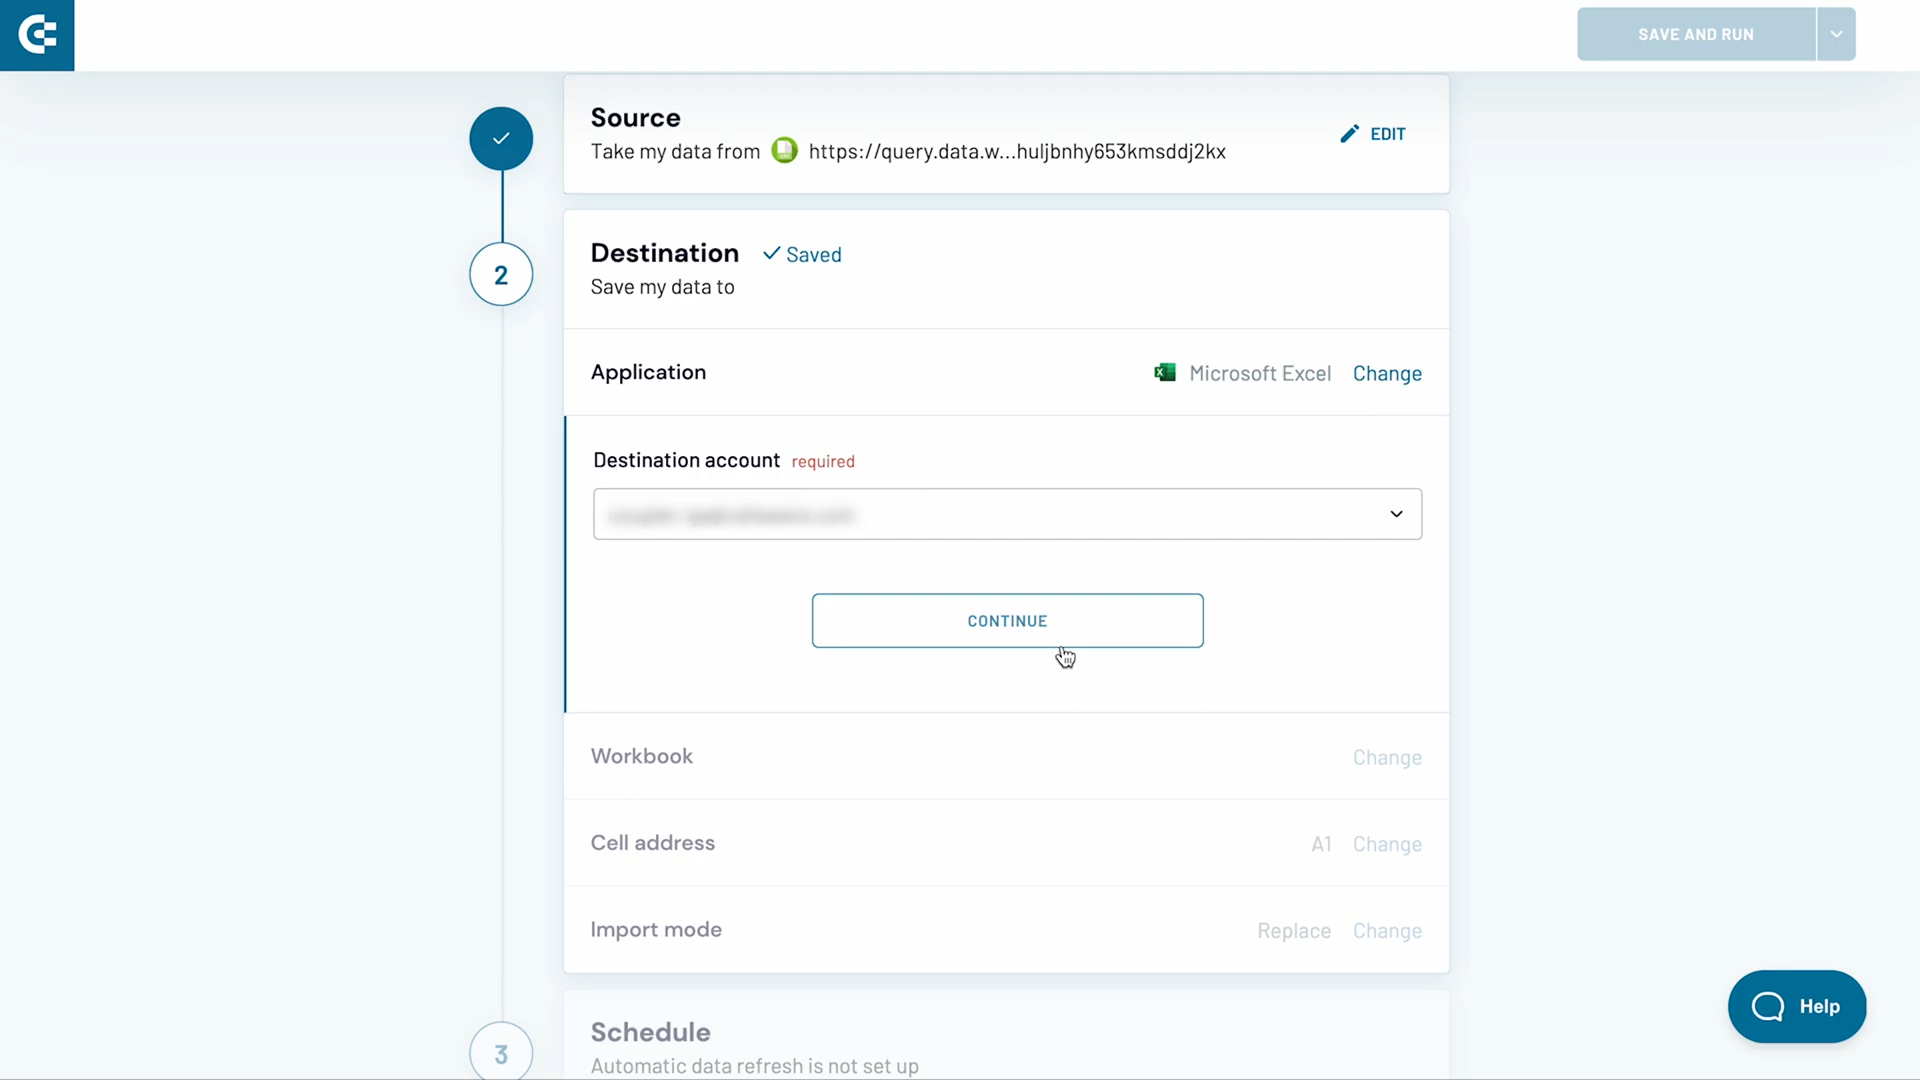 SAVE AND RUN
Source
Take my data from https://query.data.w...huljbnhy653kmsddj2kx
EDIT
2
Destination
Saved
Save my data to
Application
Microsoft Excel
Change
Destination account required
CONTINUE
Workbook
Change
Cell address
A1
Change
Import mode
Replace
Change
3
Schedule
Automatic data refresh is not set up
Help